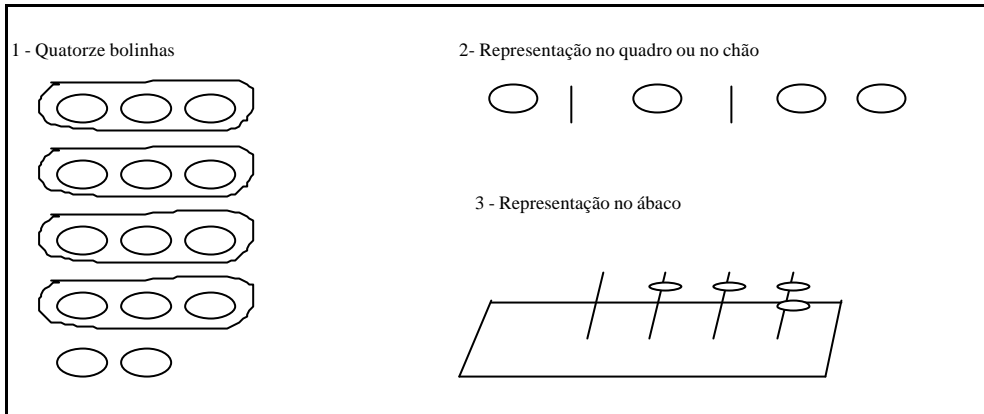 1 - Quatorze bolinhas
2- Representação no quadro ou no chão
3 - Representação no ábaco